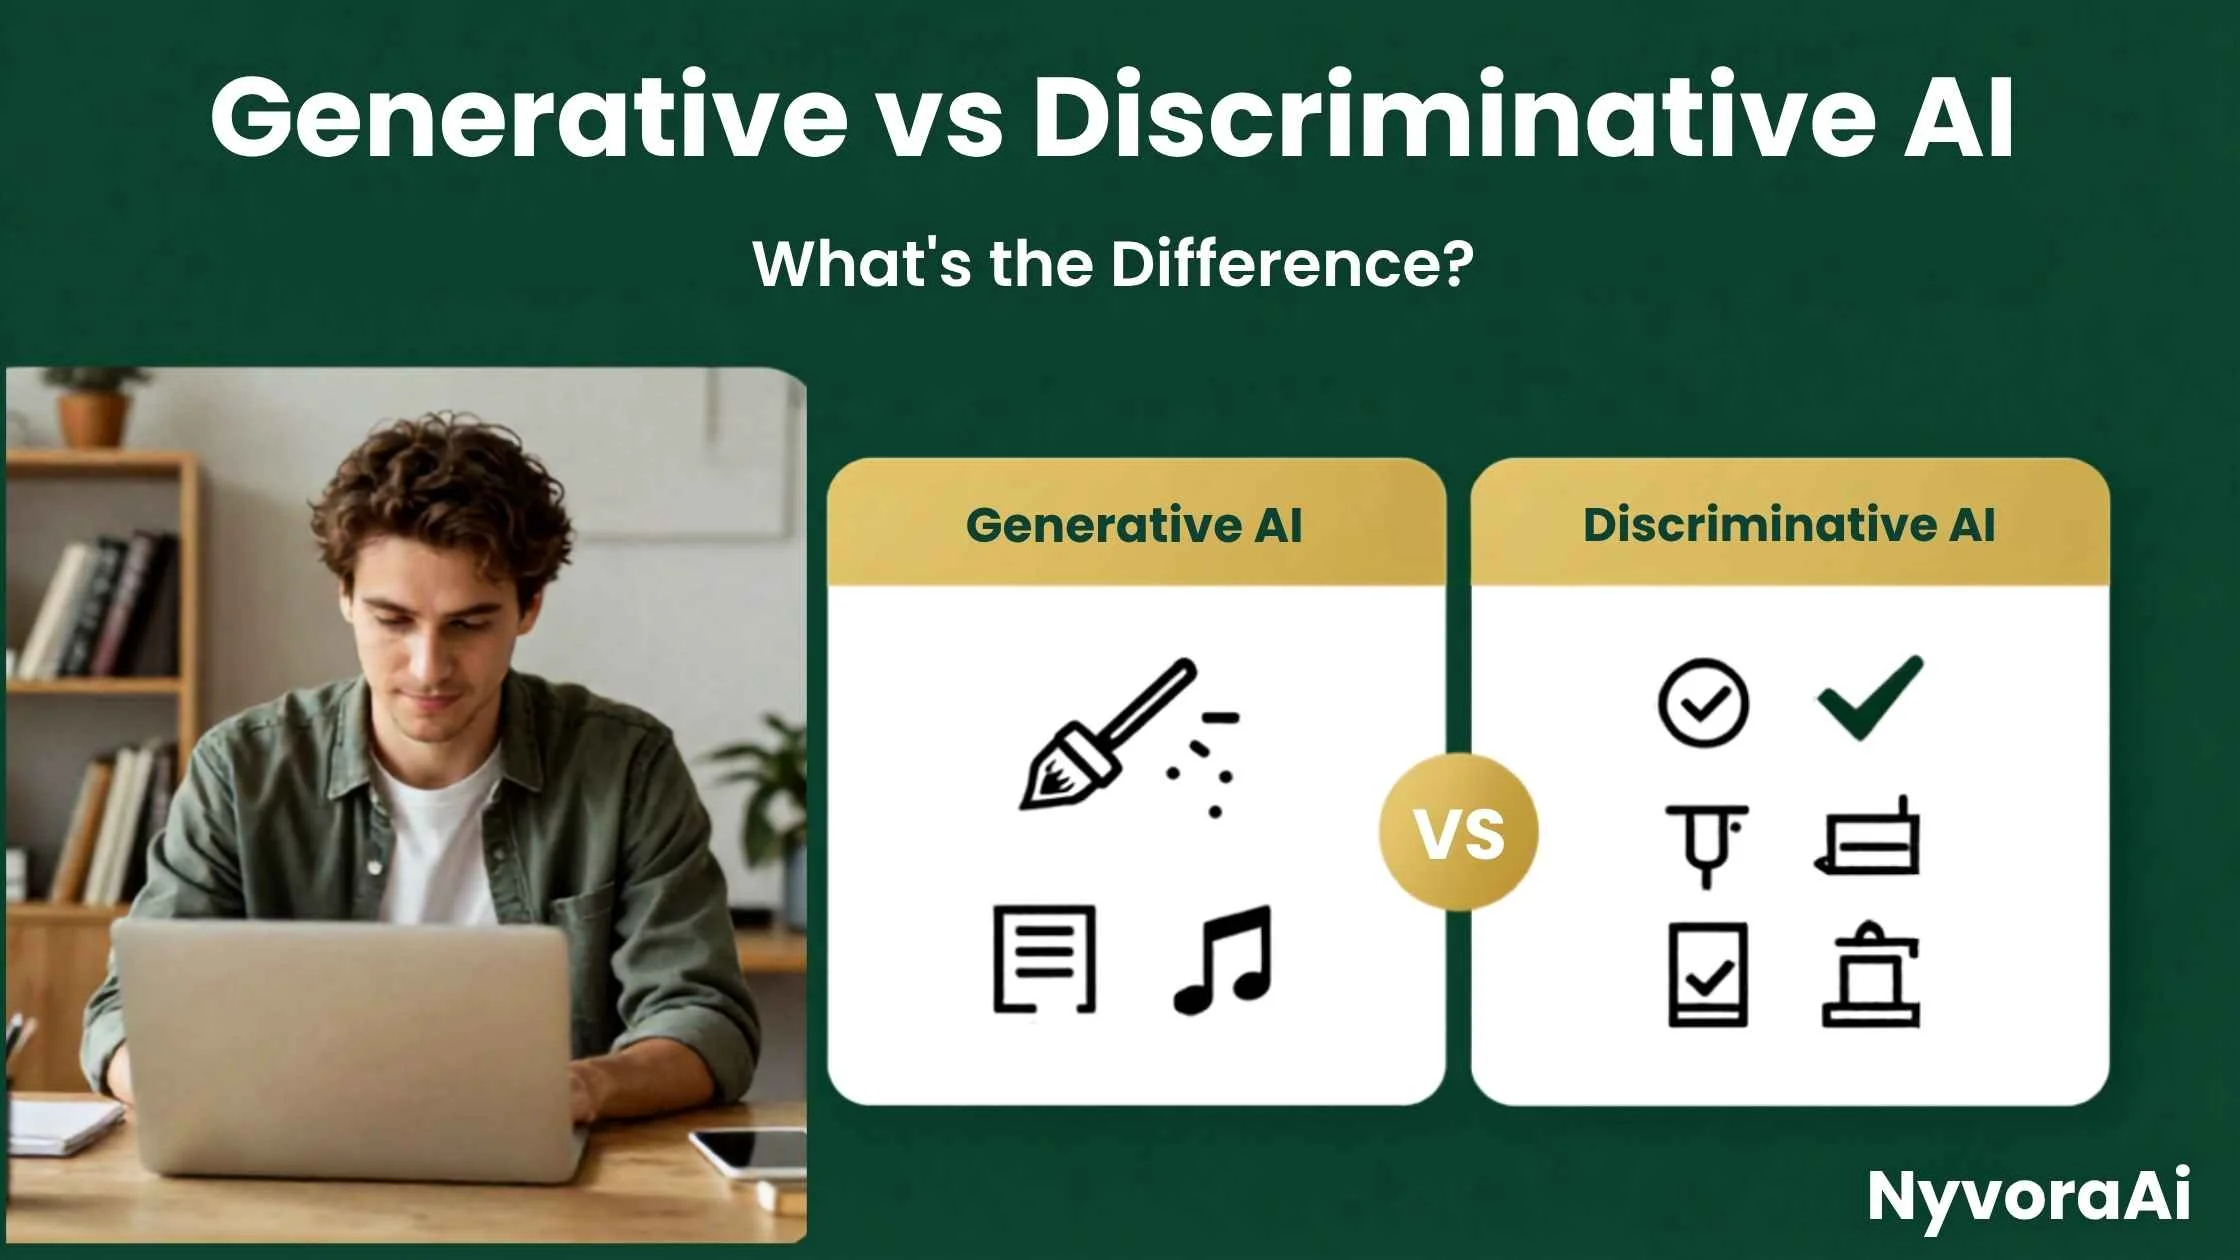 Generative vs Discriminative AI
What's the Difference?
Generative AI
Discriminative AI
VS
NyvoraAi